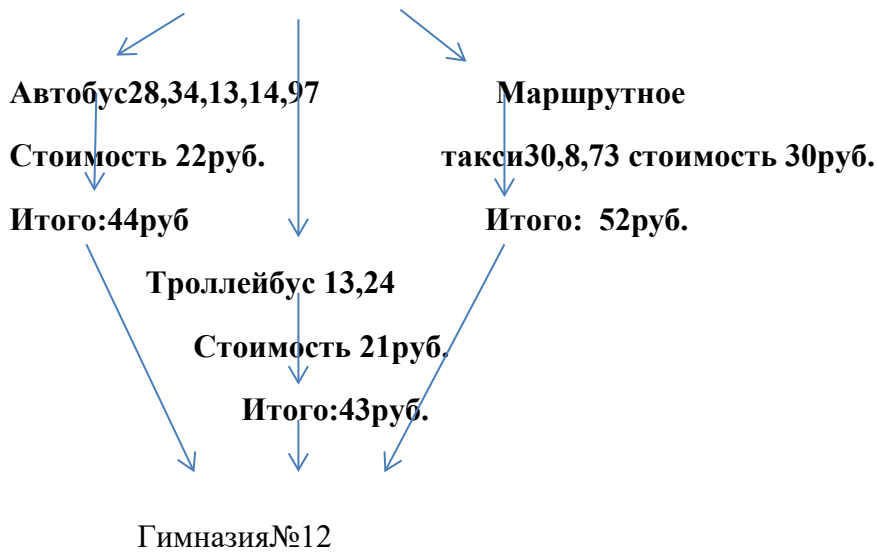 Автобус28,34,13,14,97 Маршрутное
Стоимость 22руб. такси30,8,73 стоимость 30руб.
Итого:44руб Итого: 52руб.
Троллейбус 13,24
Стоимость 21руб.
Итого:43руб.
Гимназия№12